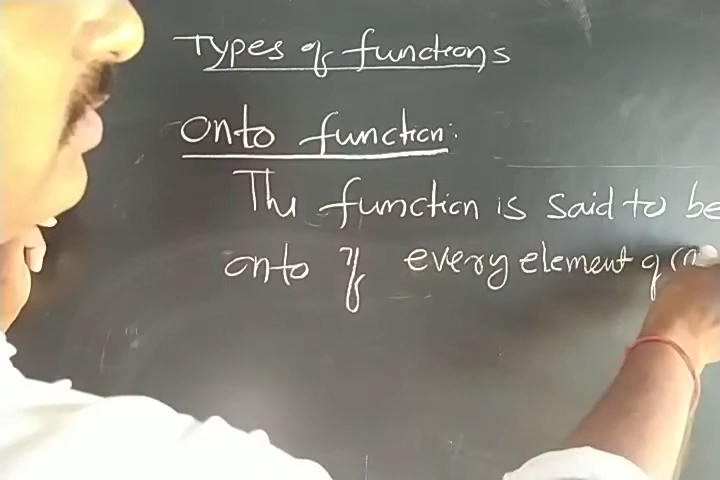 Types of functions
Onto function:
The function is said to be
onto if every element of